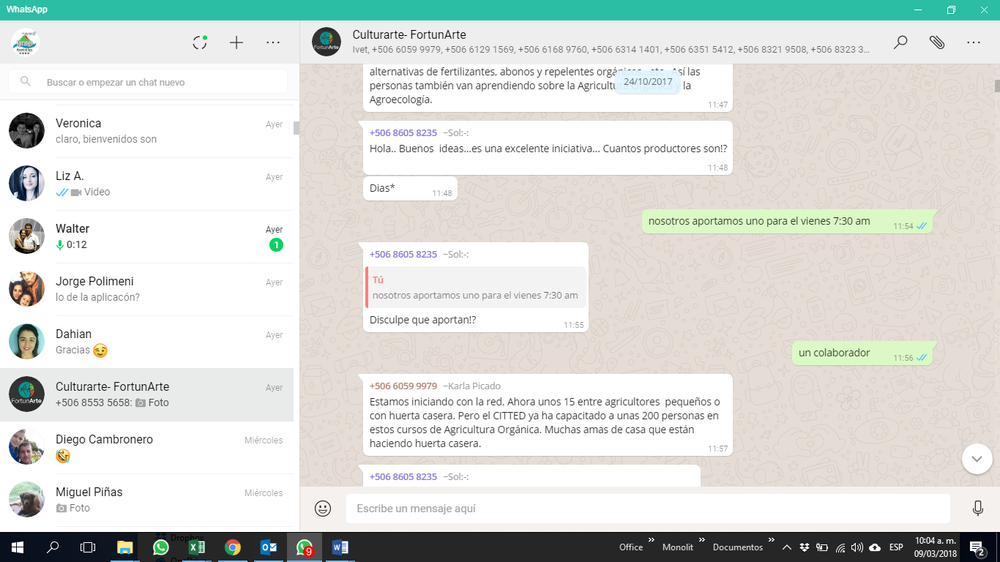 WhatsApp
Buscar o empezar un chat nuevo
Veronica
Ayer
claro, bienvenidos son
Liz A.
Ayer
Video
Walter
Ayer
0:12
1
Jorge Polimeni
Ayer
lo de la aplicacón?
Dahian
Ayer
Gracias 😉
FortunArte
Culturarte- FortunArte
Ayer
+506 8553 5658: Foto
Diego Cambronero
Miércoles
🤣
Miguel Piñas
Miércoles
Foto
FortunArte
Culturarte- FortunArte
Ivet, +506 6059 9979, +506 6129 1569, +506 6168 9760, +506 6314 1401, +506 6351 5412, +506 8321 9508, +506 8323 3...
24/10/2017
alternativas de fertilizantes, abonos y repelentes orgánicos...etc. Así las
personas también van aprendiendo sobre la Agricultura Orgánica y la
Agroecología.
11:47
+506 8605 8235 ~Sol:-:
Hola.. Buenos ideas...es una excelente iniciativa... Cuantos productores son!?
11:48
Dias*
11:48
nosotros aportamos uno para el vienes 7:30 am
11:54
+506 8605 8235 ~Sol:-:
Tú
nosotros aportamos uno para el vienes 7:30 am
Disculpe que aportan!?
11:55
un colaborador
11:56
+506 6059 9979 ~Karla Picado
Estamos iniciando con la red. Ahora unos 15 entre agricultores pequeños o
con huerta casera. Pero el CITTED ya ha capacitado a unas 200 personas en
estos cursos de Agricultura Orgánica. Muchas amas de casa que están
haciendo huerta casera.
11:57
+506 8605 8235 ~Sol:-:
Escribe un mensaje aquí
Dropbox
9
Office
Monolit
Documentos
ESP
10:04 a. m.
09/03/2018
2